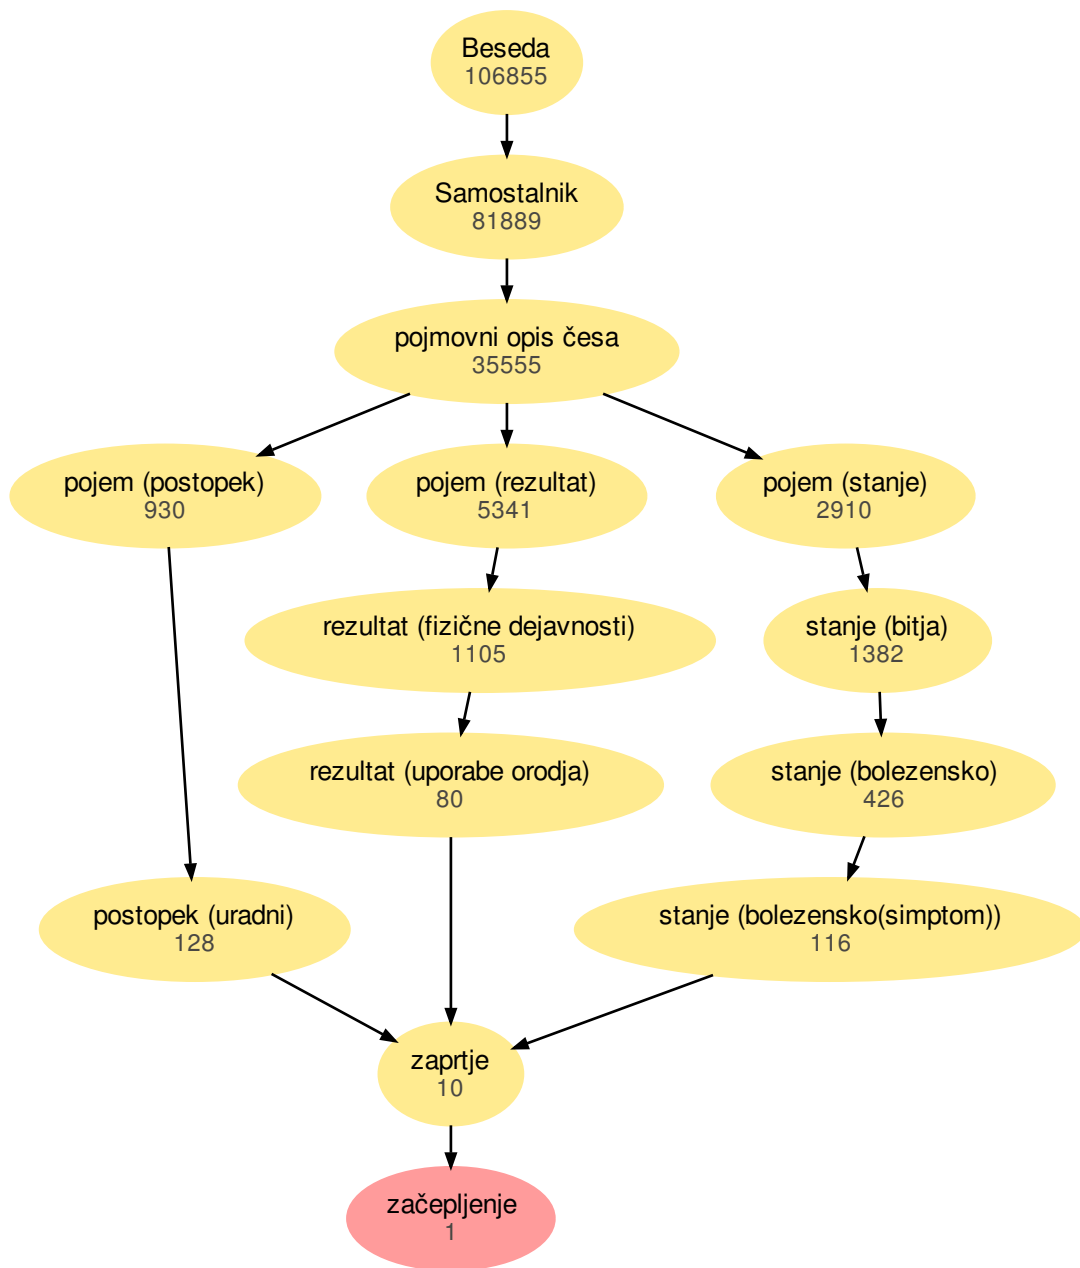 Beseda
106855
Samostalnik
81889
pojmovni opis česa
35555
pojem (postopek)
930
pojem (rezultat)
5341
pojem (stanje)
2910
rezultat (fizične dejavnosti)
1105
stanje (bitja)
1382
rezultat (uporabe orodja)
80
stanje (bolezensko)
426
postopek (uradni)
128
stanje (bolezensko(simptom))
116
zaprtje
10
začepljenje
1